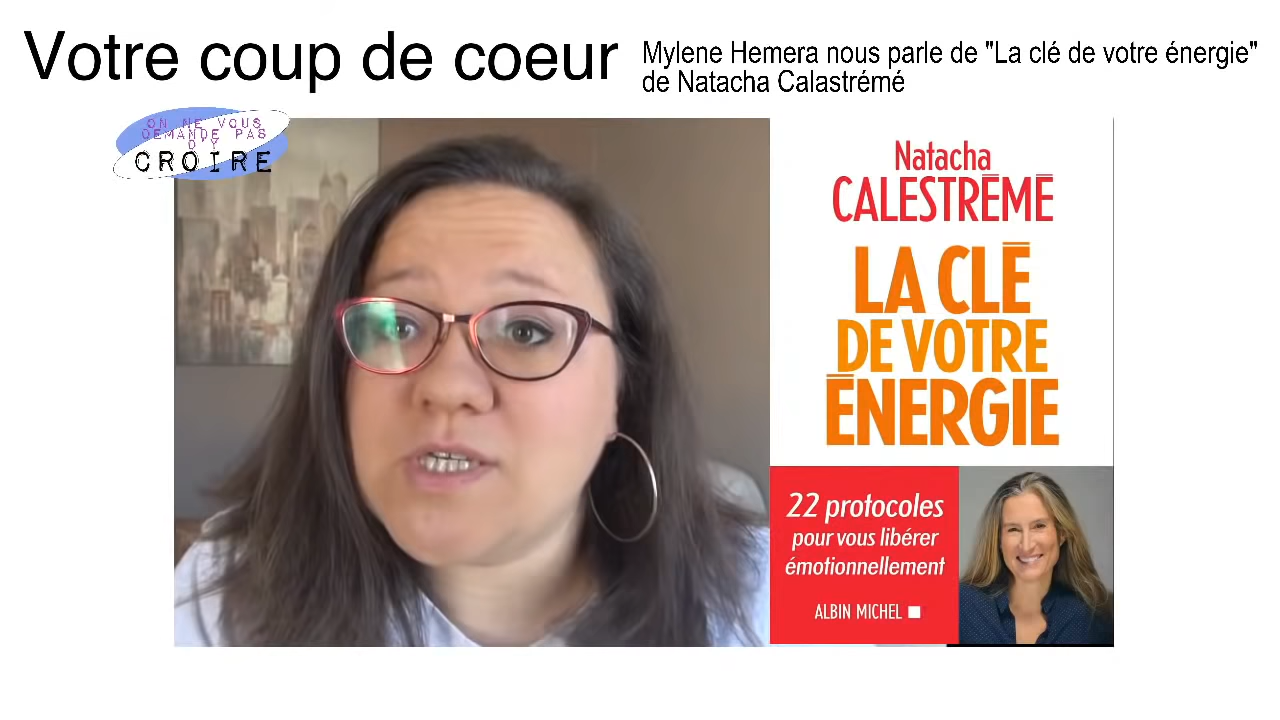 Votre coup de coeur
Mylene Hemera nous parle de "La clé de votre énergie"
de Natacha Calastrémé
ON NE VOUS
DEMANDE PAS
D'Y
CROIRE
Natacha
CALESTRÉMÉ
LA CLÉ
DE VOTRE
ÉNERGIE
22 protocoles
pour vous libérer
émotionnellement
ALBIN MICHEL